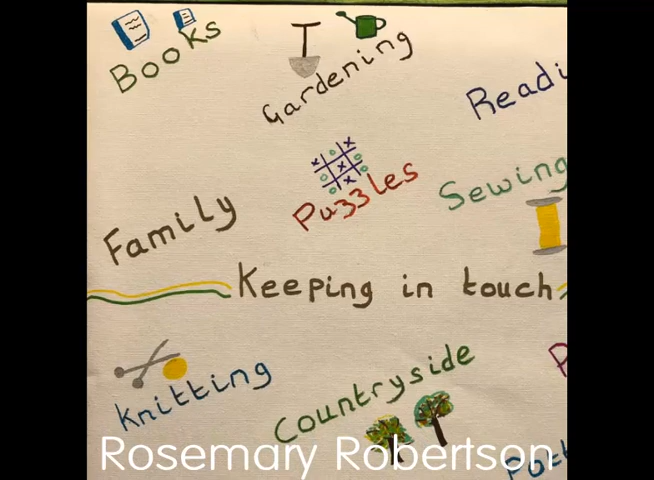 Books
Gardening
Readi
Puzzles
Sewing
Family
Keeping in touch
Knitting
Countryside
Rosemary Robertson